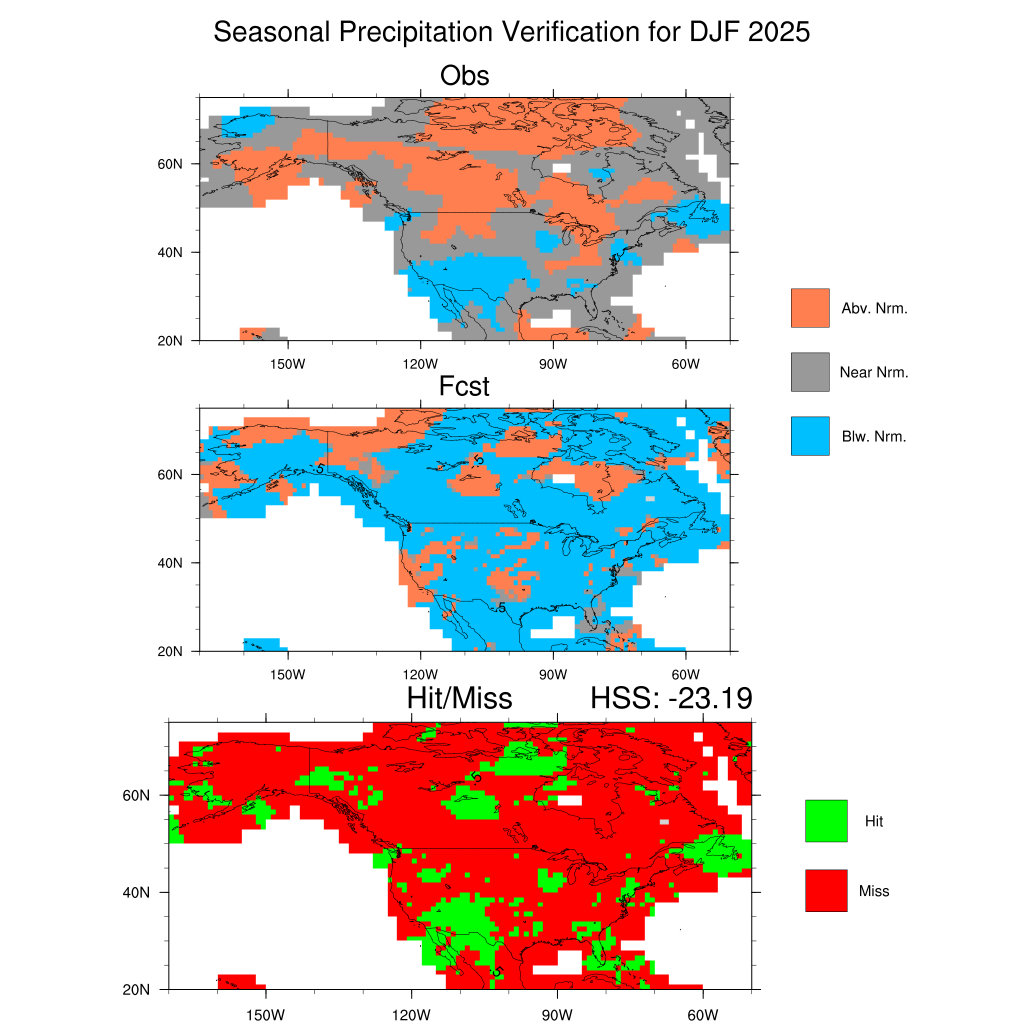 Seasonal Precipitation Verification for DJF 2025
Obs
60N
40N
20N
150W 120W 90W 60W
Abv. Nrm.
Near Nrm.
Blw. Nrm.
Fcst
60N
40N
20N
150W 120W 90W 60W
Hit/Miss HSS: -23.19
60N
40N
20N
150W 120W 90W 60W
Hit
Miss